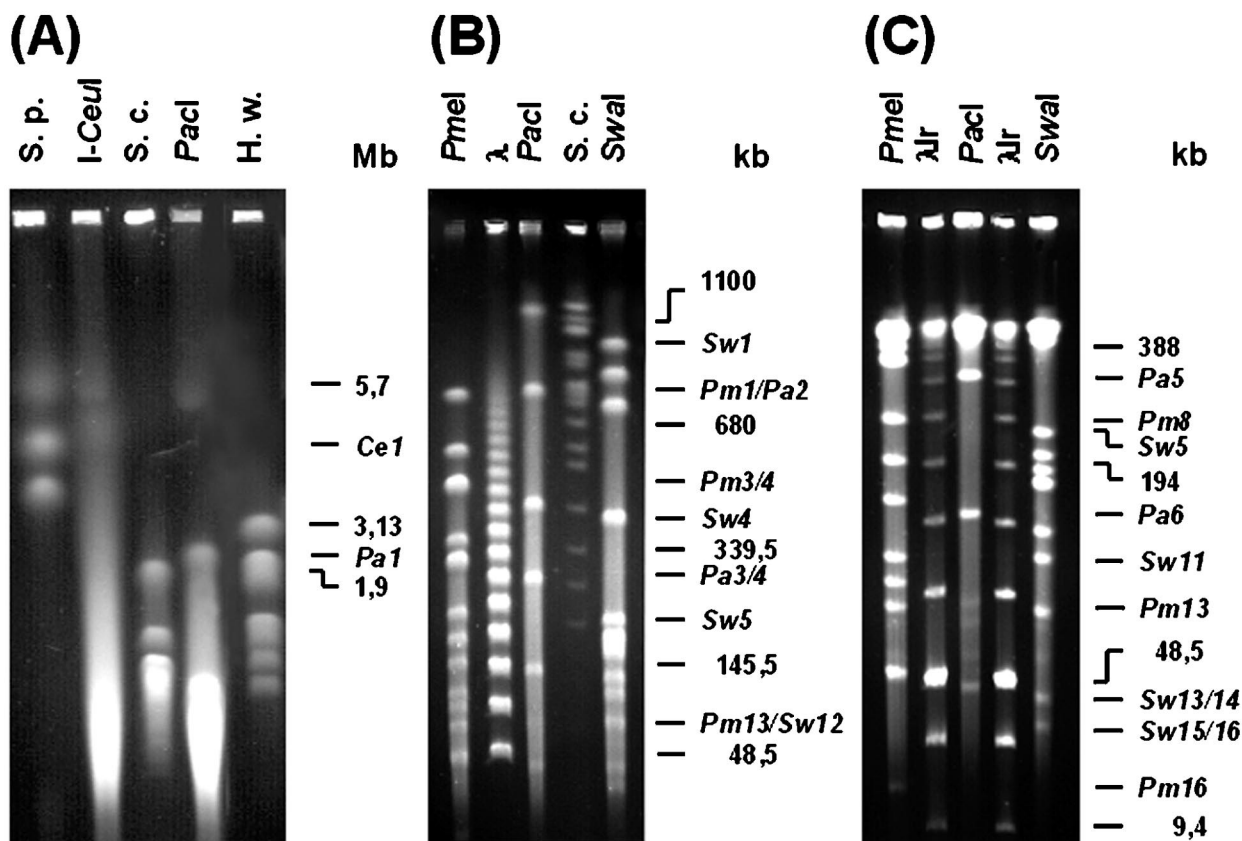 (A)
S. p.
I-CeuI
S. c.
PacI
H. w.
Mb
5,7
Ce1
3,13
Pa1
1,9
(B)
PmeI
λ
PacI
S. c.
SwaI
kb
1100
Sw1
Pm1/Pa2
680
Pm3/4
Sw4
339,5
Pa3/4
Sw5
145,5
Pm13/Sw12
48,5
(C)
PmeI
λlr
PacI
λlr
SwaI
kb
388
Pa5
Pm8
Sw5
194
Pa6
Sw11
Pm13
48,5
Sw13/14
Sw15/16
Pm16
9,4